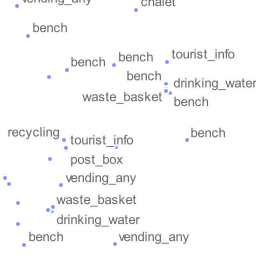 vending_any
chalet
bench
bench
bench
tourist_info
bench
drinking_water
waste_basket
bench
recycling
tourist_info
bench
post_box
vending_any
waste_basket
drinking_water
bench
vending_any